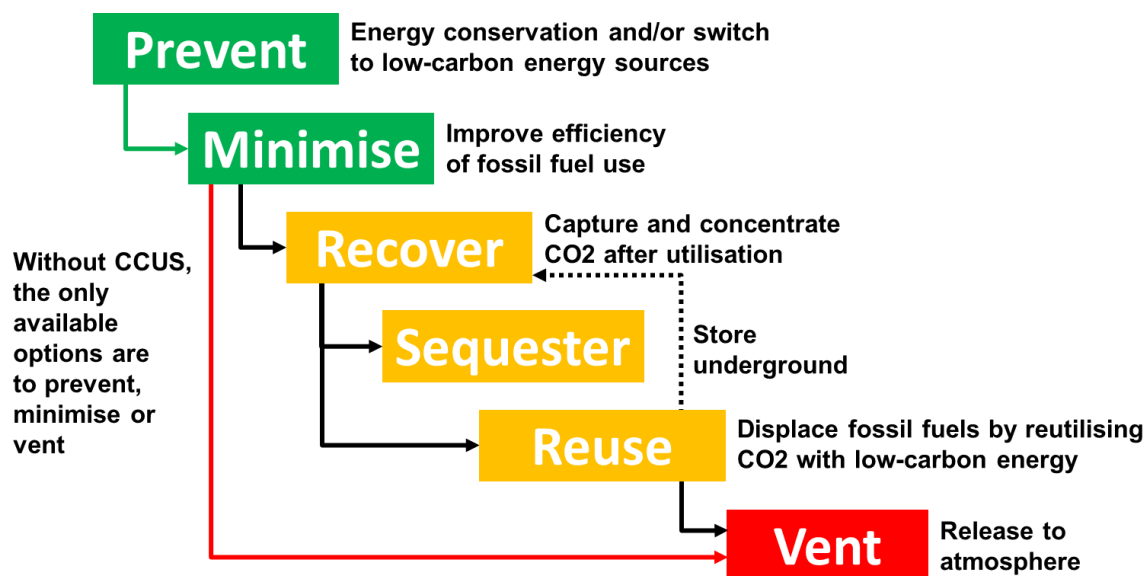 Prevent
Energy conservation and/or switch
to low-carbon energy sources
Minimise
Improve efficiency
of fossil fuel use
Recover
Capture and concentrate
CO2 after utilisation
Without CCUS,
the only
available
options are
to prevent,
minimise or
vent
Sequester
Store
underground
Reuse
Displace fossil fuels by reutilising
CO2 with low-carbon energy
Vent
Release to
atmosphere